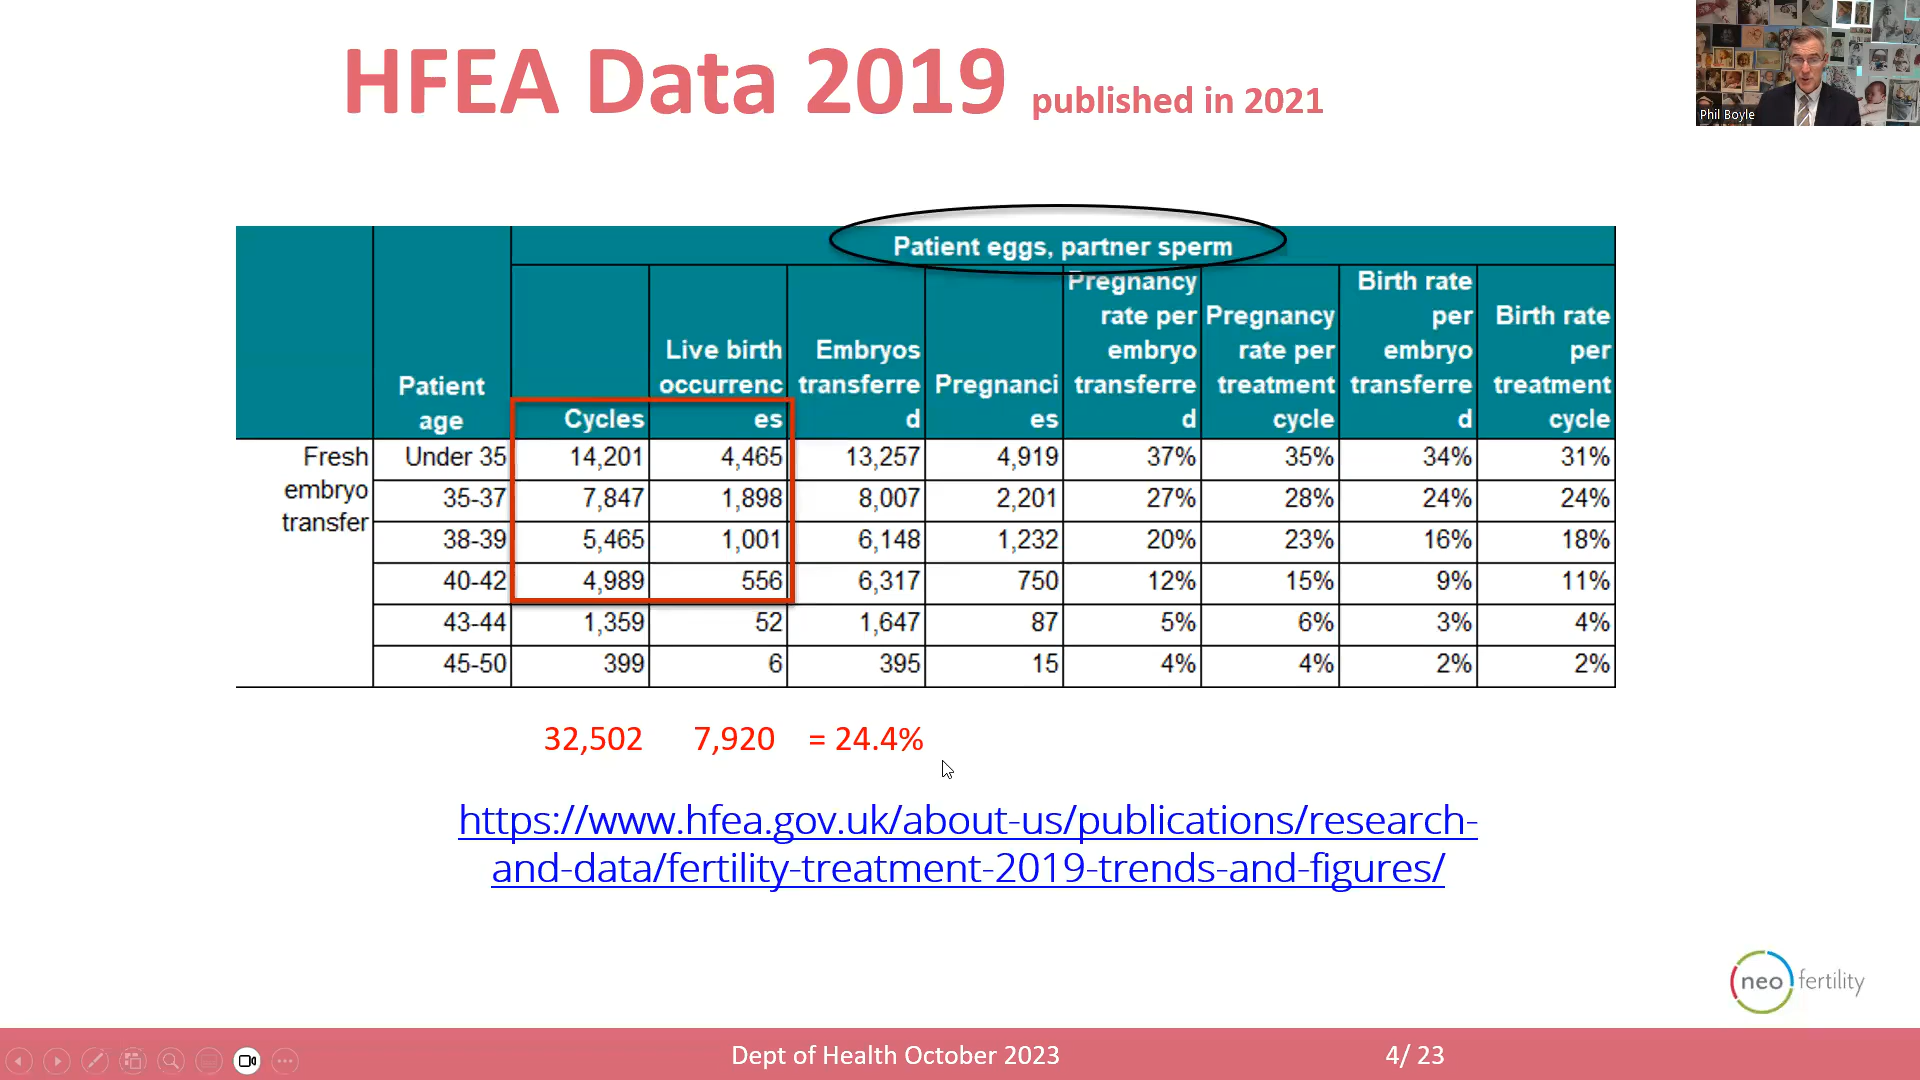 HFEA Data 2019 published in 2021
Phil Boyle
Patient eggs, partner sperm
Patient
age
Cycles
Live birth
occurrenc
es
Embryos
transferre
d
Pregnanci
es
Pregnancy
rate per
embryo
transferre
d
Pregnancy
rate per
treatment
cycle
Birth rate
per
embryo
transferre
d
Birth rate
per
treatment
cycle
Fresh
embryo
transfer
Under 35 14,201 4,465 13,257 4,919 37% 35% 34% 31%
35-37 7,847 1,898 8,007 2,201 27% 28% 24% 24%
38-39 5,465 1,001 6,148 1,232 20% 23% 16% 18%
40-42 4,989 556 6,317 750 12% 15% 9% 11%
43-44 1,359 52 1,647 87 5% 6% 3% 4%
45-50 399 6 395 15 4% 4% 2% 2%
32,502 7,920 = 24.4%
https://www.hfea.gov.uk/about-us/publications/research-
and-data/fertility-treatment-2019-trends-and-figures/
neo fertility
Dept of Health October 2023 4/ 23